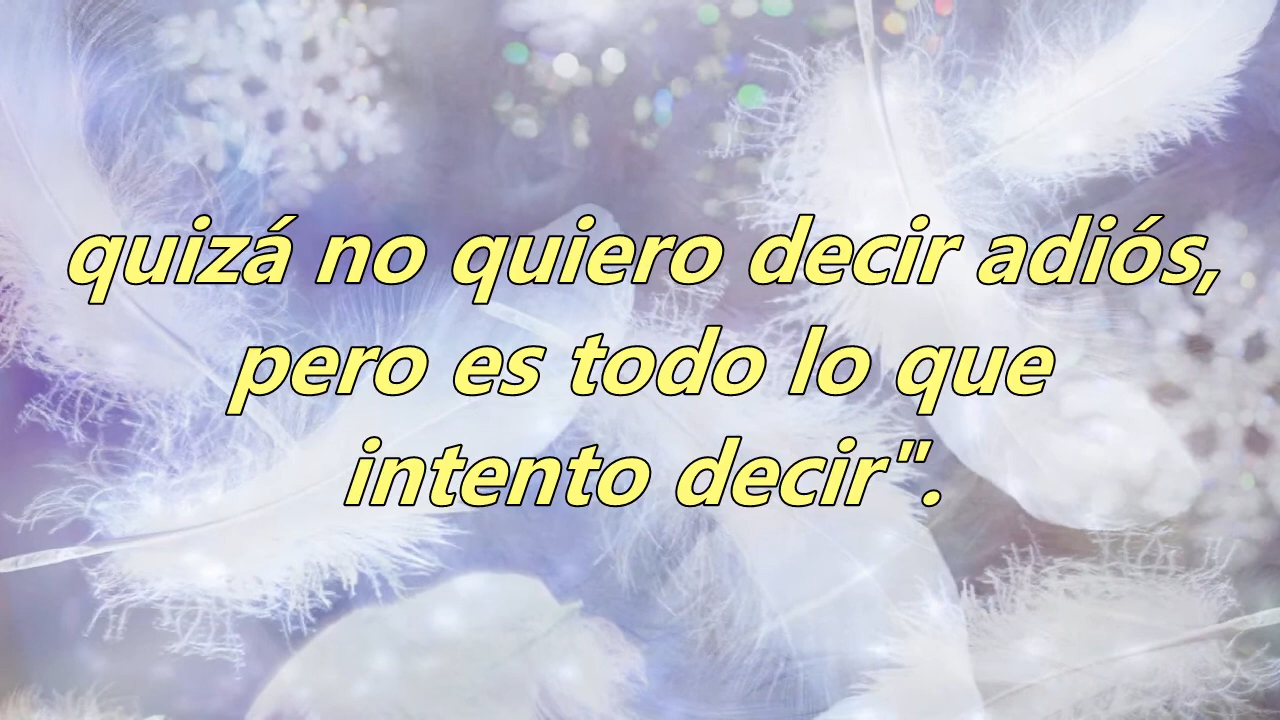 quizá no quiero decir adiós,
pero es todo lo que
intento decir".